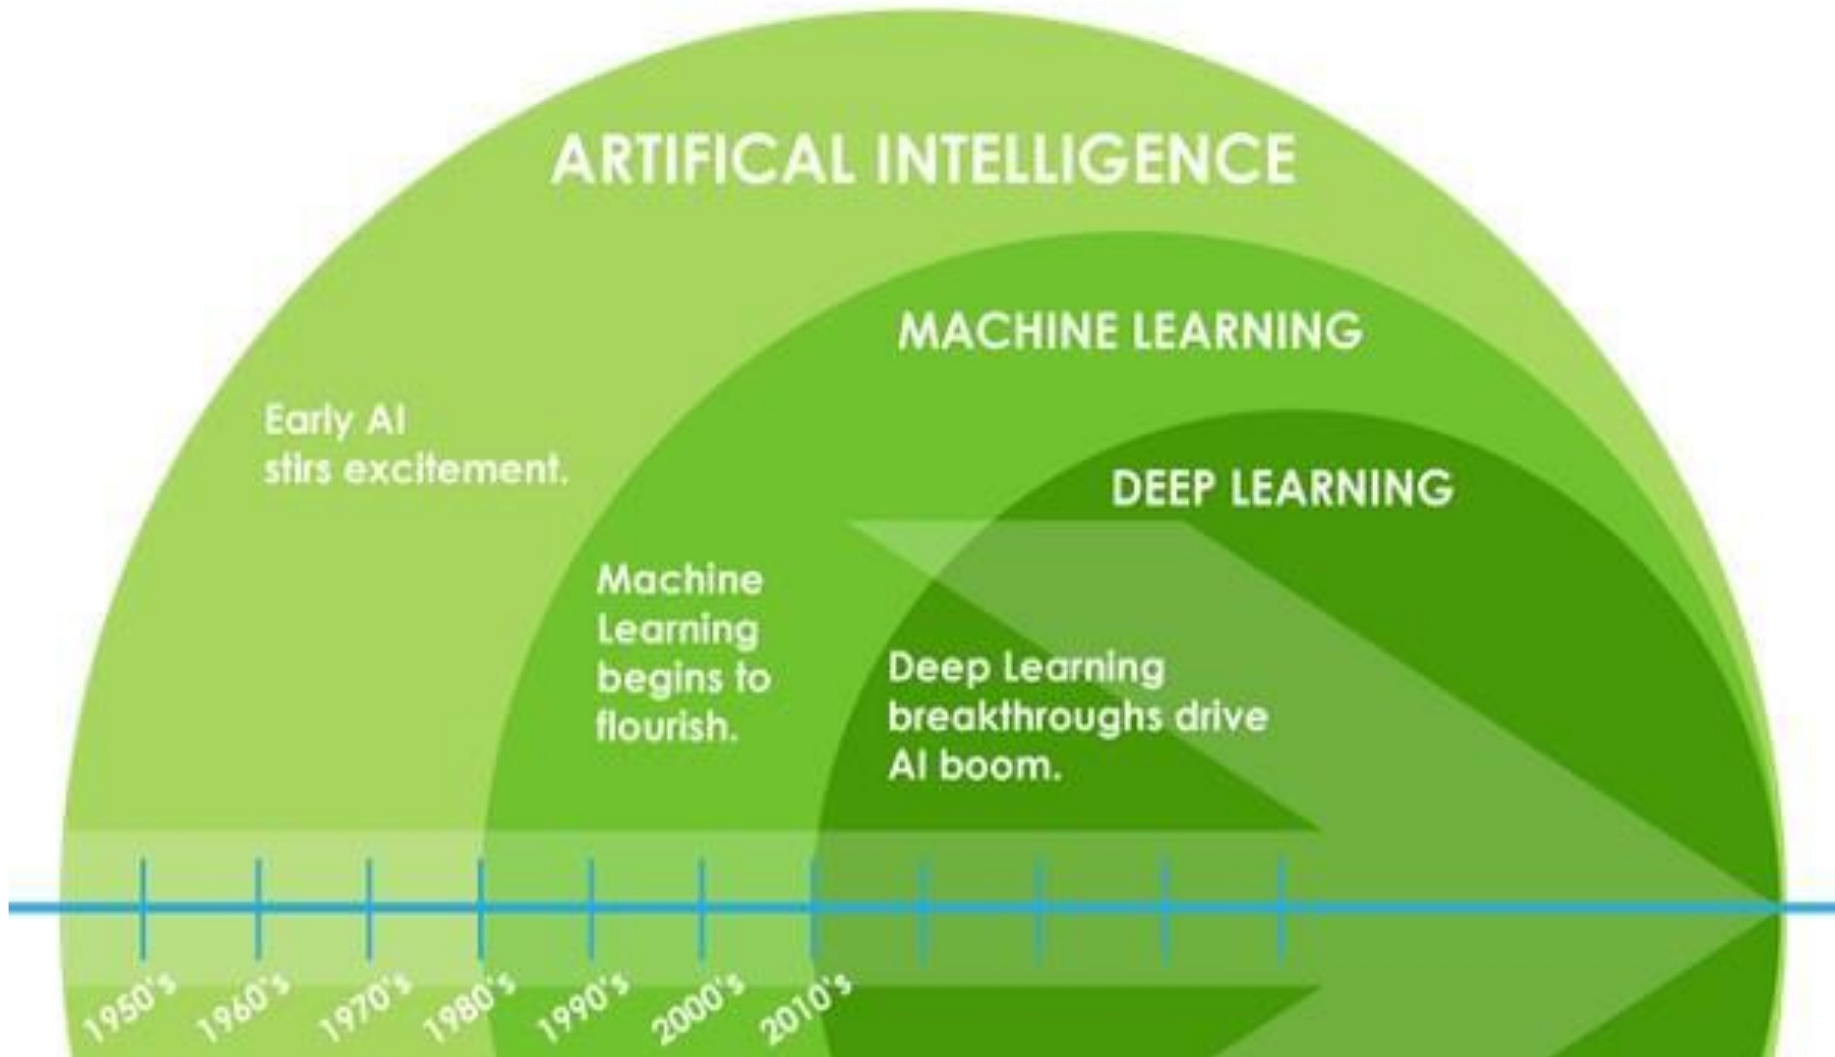 ARTIFICAL INTELLIGENCE
MACHINE LEARNING
DEEP LEARNING
Early AI
stirs excitement.
Machine
Learning
begins to
flourish.
Deep Learning
breakthroughs drive
AI boom.
1950's
1960's
1970's
1980's
1990's
2000's
2010's